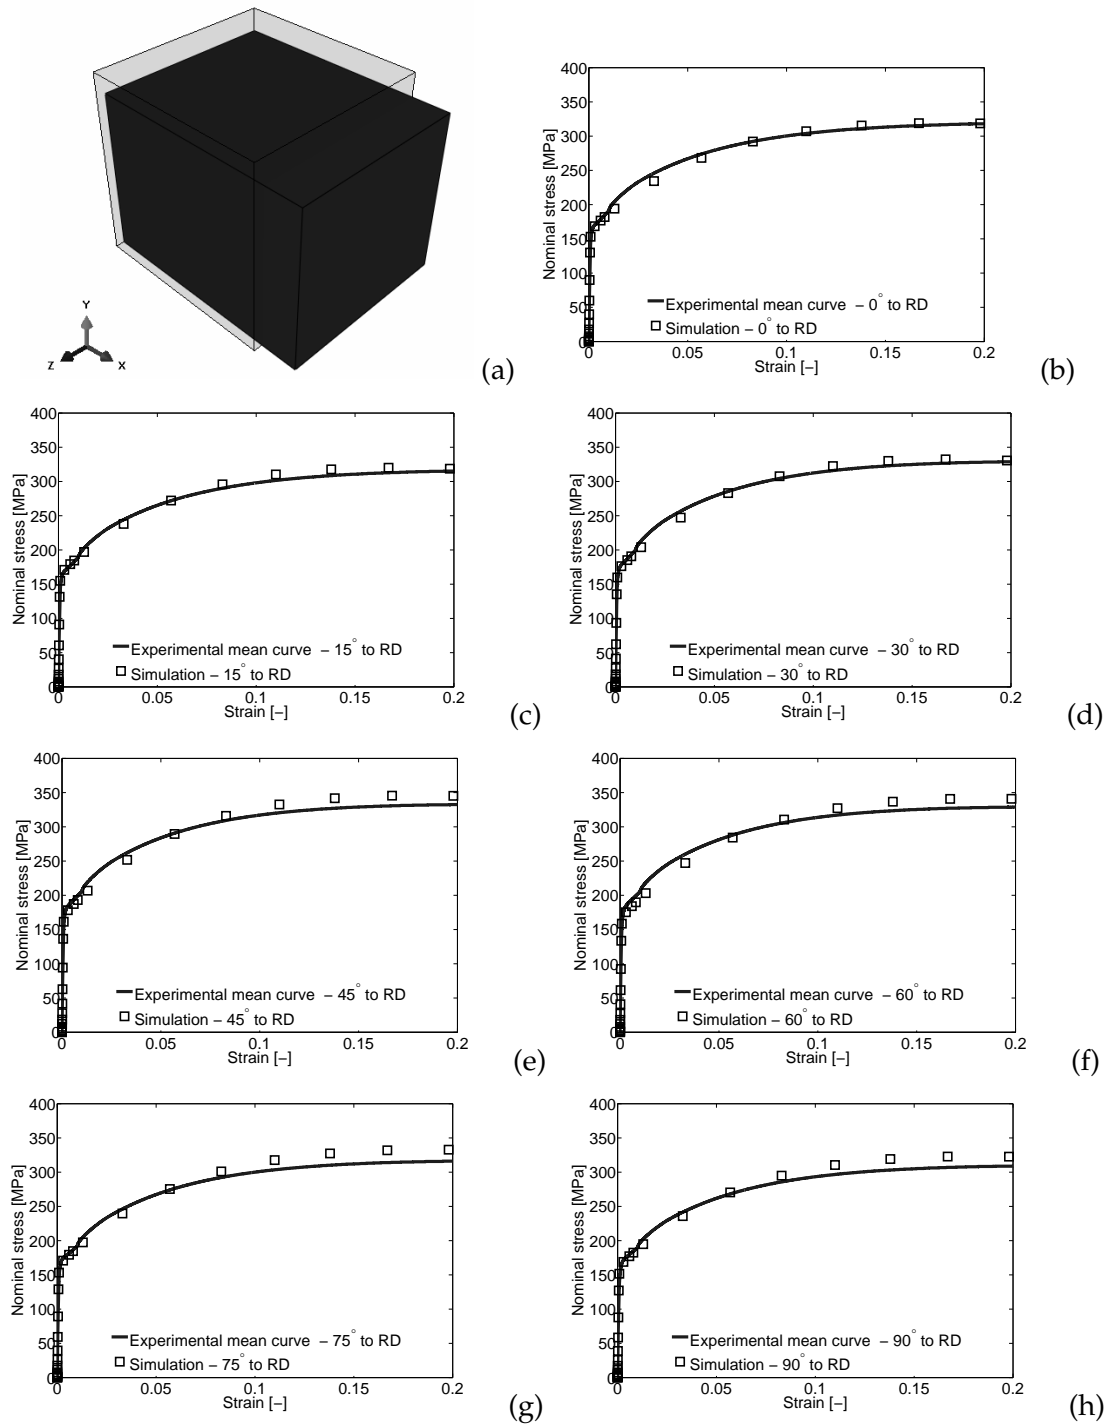 Y
Z
X
(a)
400
350
300
250
200
150
100
50
0
Nominal stress [MPa]
Experimental mean curve – 0° to RD
Simulation – 0° to RD
0 0.05 0.1 0.15 0.2
Strain [–]
(b)
400
350
300
250
200
150
100
50
0
Nominal stress [MPa]
Experimental mean curve – 15° to RD
Simulation – 15° to RD
0 0.05 0.1 0.15 0.2
Strain [–]
(c)
400
350
300
250
200
150
100
50
0
Nominal stress [MPa]
Experimental mean curve – 30° to RD
Simulation – 30° to RD
0 0.05 0.1 0.15 0.2
Strain [–]
(d)
400
350
300
250
200
150
100
50
0
Nominal stress [MPa]
Experimental mean curve – 45° to RD
Simulation – 45° to RD
0 0.05 0.1 0.15 0.2
Strain [–]
(e)
400
350
300
250
200
150
100
50
0
Nominal stress [MPa]
Experimental mean curve – 60° to RD
Simulation – 60° to RD
0 0.05 0.1 0.15 0.2
Strain [–]
(f)
400
350
300
250
200
150
100
50
0
Nominal stress [MPa]
Experimental mean curve – 75° to RD
Simulation – 75° to RD
0 0.05 0.1 0.15 0.2
Strain [–]
(g)
400
350
300
250
200
150
100
50
0
Nominal stress [MPa]
Experimental mean curve – 90° to RD
Simulation – 90° to RD
0 0.05 0.1 0.15 0.2
Strain [–]
(h)